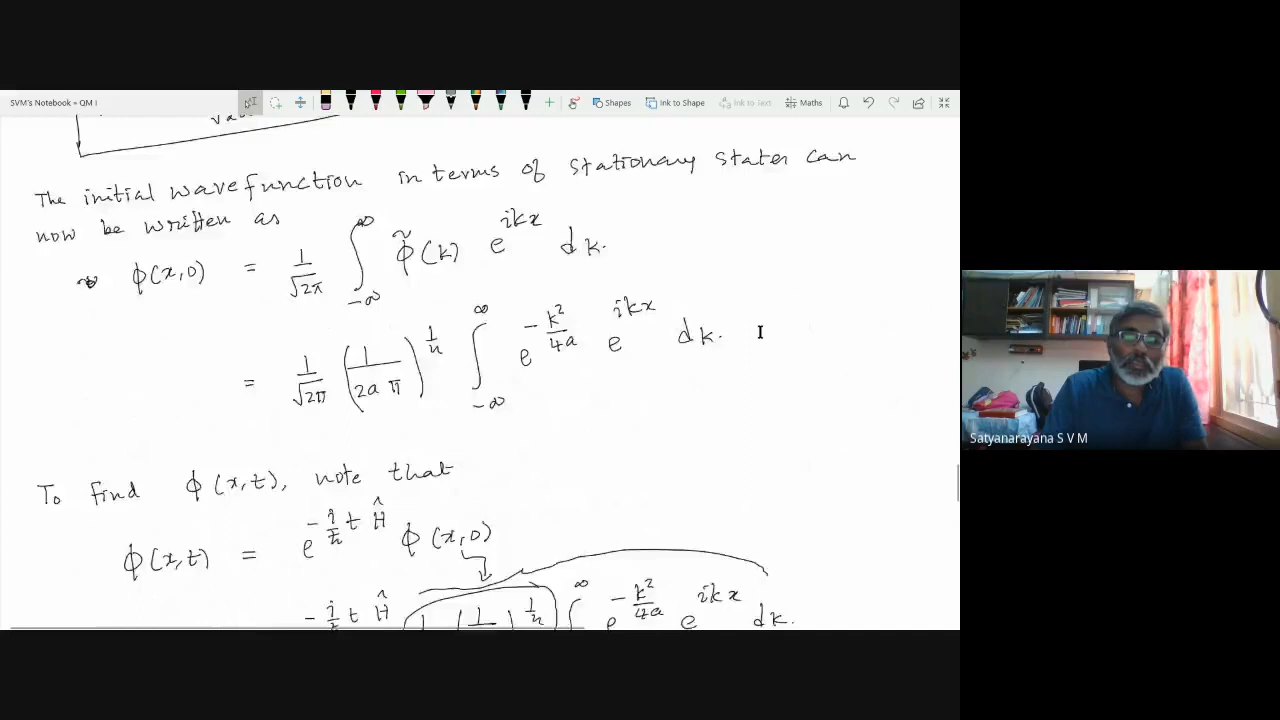 SVM's Notebook » QM I
Shapes
Ink to Shape
Ink to Text
Maths
The initial wavefunction in terms of stationary states can
now be written as
ϕ(x,0) = 1/√2π ∫_{-∞}^{∞} ϕ̃(k) e^{ikx} dk.
= 1/√2π (1/2aπ)^{1/4} ∫_{-∞}^{∞} e^{-k²/4a} e^{ikx} dk.
To find ϕ(x,t), note that
ϕ(x,t) = e^{-i/ħ t Ĥ} ϕ(x,0)
e^{-i/ħ t Ĥ} ∫^{∞} e^{-k²/4a} e^{ikx} dk.
Satyanarayana S V M